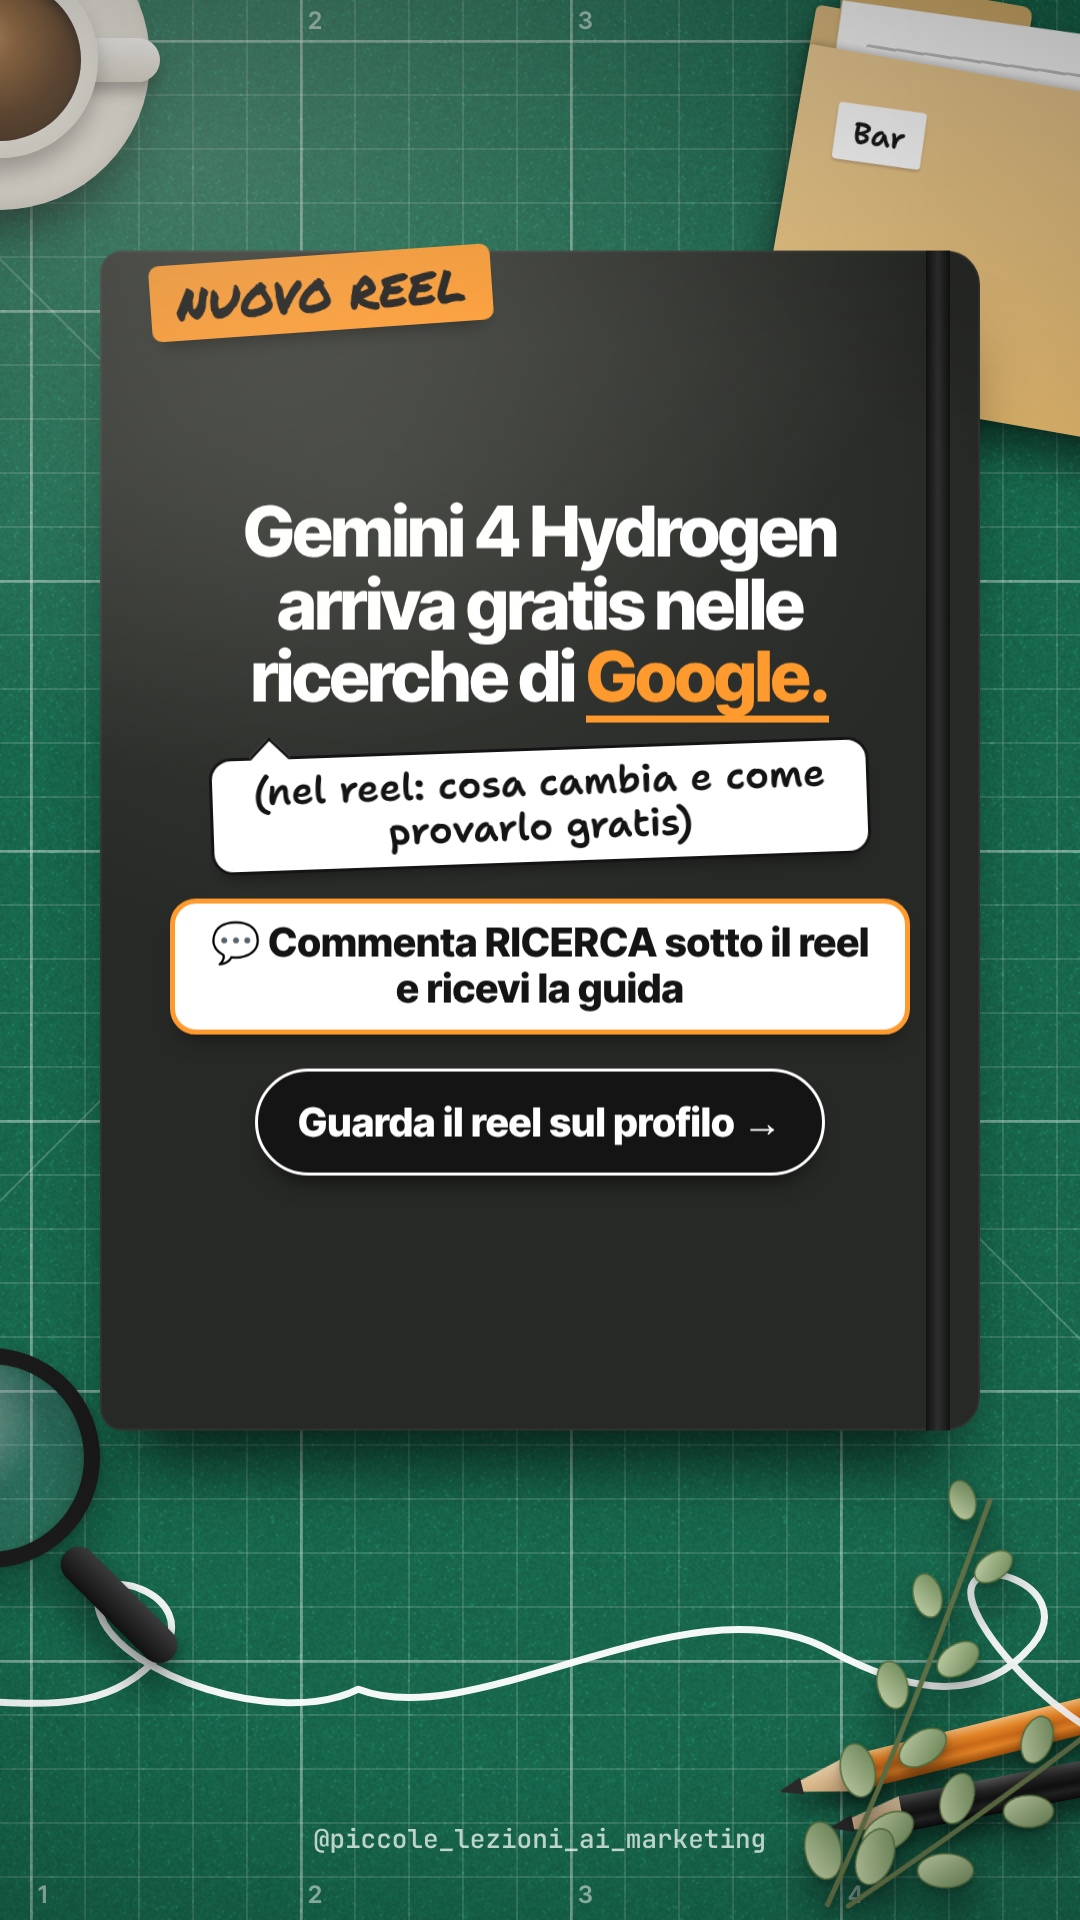 2
3
Bar
NUOVO REEL
Gemini 4 Hydrogen
arriva gratis nelle
ricerche di Google.
(nel reel: cosa cambia e come
provarlo gratis)
💬 Commenta RICERCA sotto il reel
e ricevi la guida
Guarda il reel sul profilo →
@piccole_lezioni_ai_marketing
1
2
3
4